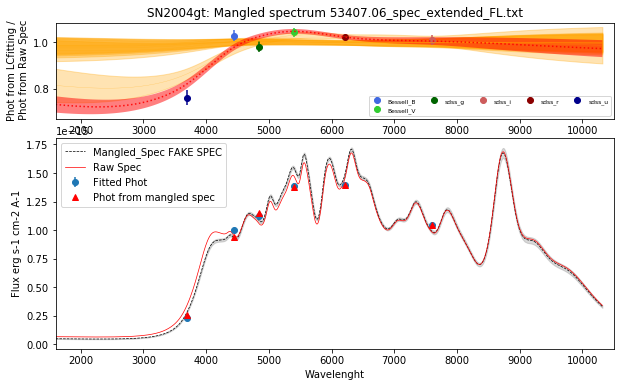 SN2004gt: Mangled spectrum 53407.06_spec_extended_FL.txt
Phot from LCfitting /
Phot from Raw Spec
1.0
0.8
Bessell_B
sdss_g
sdss_i
sdss_r
sdss_u
Bessell_V
2000 3000 4000 5000 6000 7000 8000 9000 10000
1e−15
Flux erg s-1 cm-2 A-1
1.75
1.50
1.25
1.00
0.75
0.50
0.25
0.00
Mangled_Spec FAKE SPEC
Raw Spec
Fitted Phot
Phot from mangled spec
2000 3000 4000 5000 6000 7000 8000 9000 10000
Wavelenght